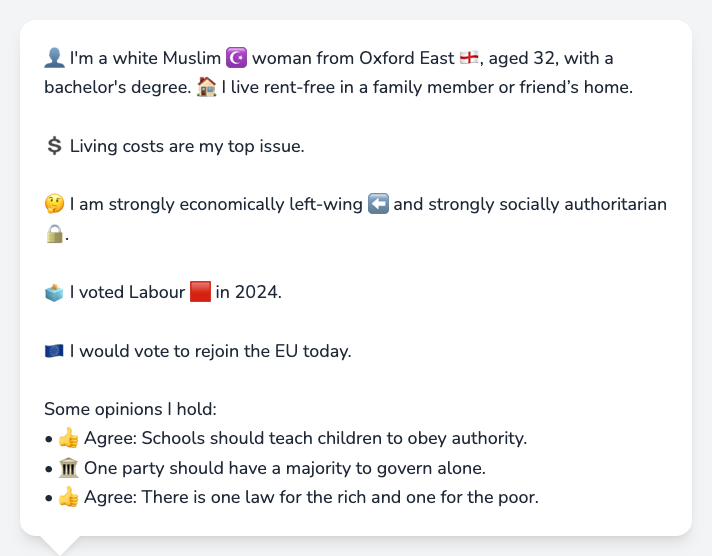 👤 I'm a white Muslim ☪️ woman from Oxford East 🏴󠁧󠁢󠁥󠁮󠁧󠁿, aged 32, with a
bachelor's degree. 🏠 I live rent-free in a family member or friend’s home.
💲 Living costs are my top issue.
🤔 I am strongly economically left-wing ⬅️ and strongly socially authoritarian
🔒.
🗳️ I voted Labour 🟥 in 2024.
🇪🇺 I would vote to rejoin the EU today.
Some opinions I hold:
• 👍 Agree: Schools should teach children to obey authority.
• 🏛️ One party should have a majority to govern alone.
• 👍 Agree: There is one law for the rich and one for the poor.